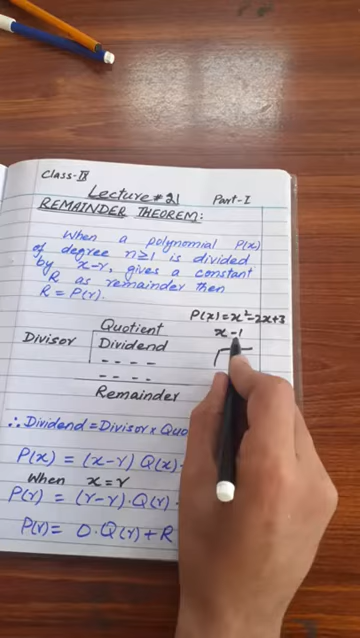 Class-IX
Lecture # 21 Part-I
REMAINDER THEOREM:
When a polynomial P(x)
of degree n≥1 is divided
by x-r, gives a constant
R as remainder then
R = P(r).
P(x) = x²-2x+3
x-1
Quotient
Divisor Dividend
Remainder
∴ Dividend = Divisor x Quo
P(x) = (x-r) Q(x)
When x=r
P(r) = (r-r)·Q(r)
P(r) = 0·Q(r)+R